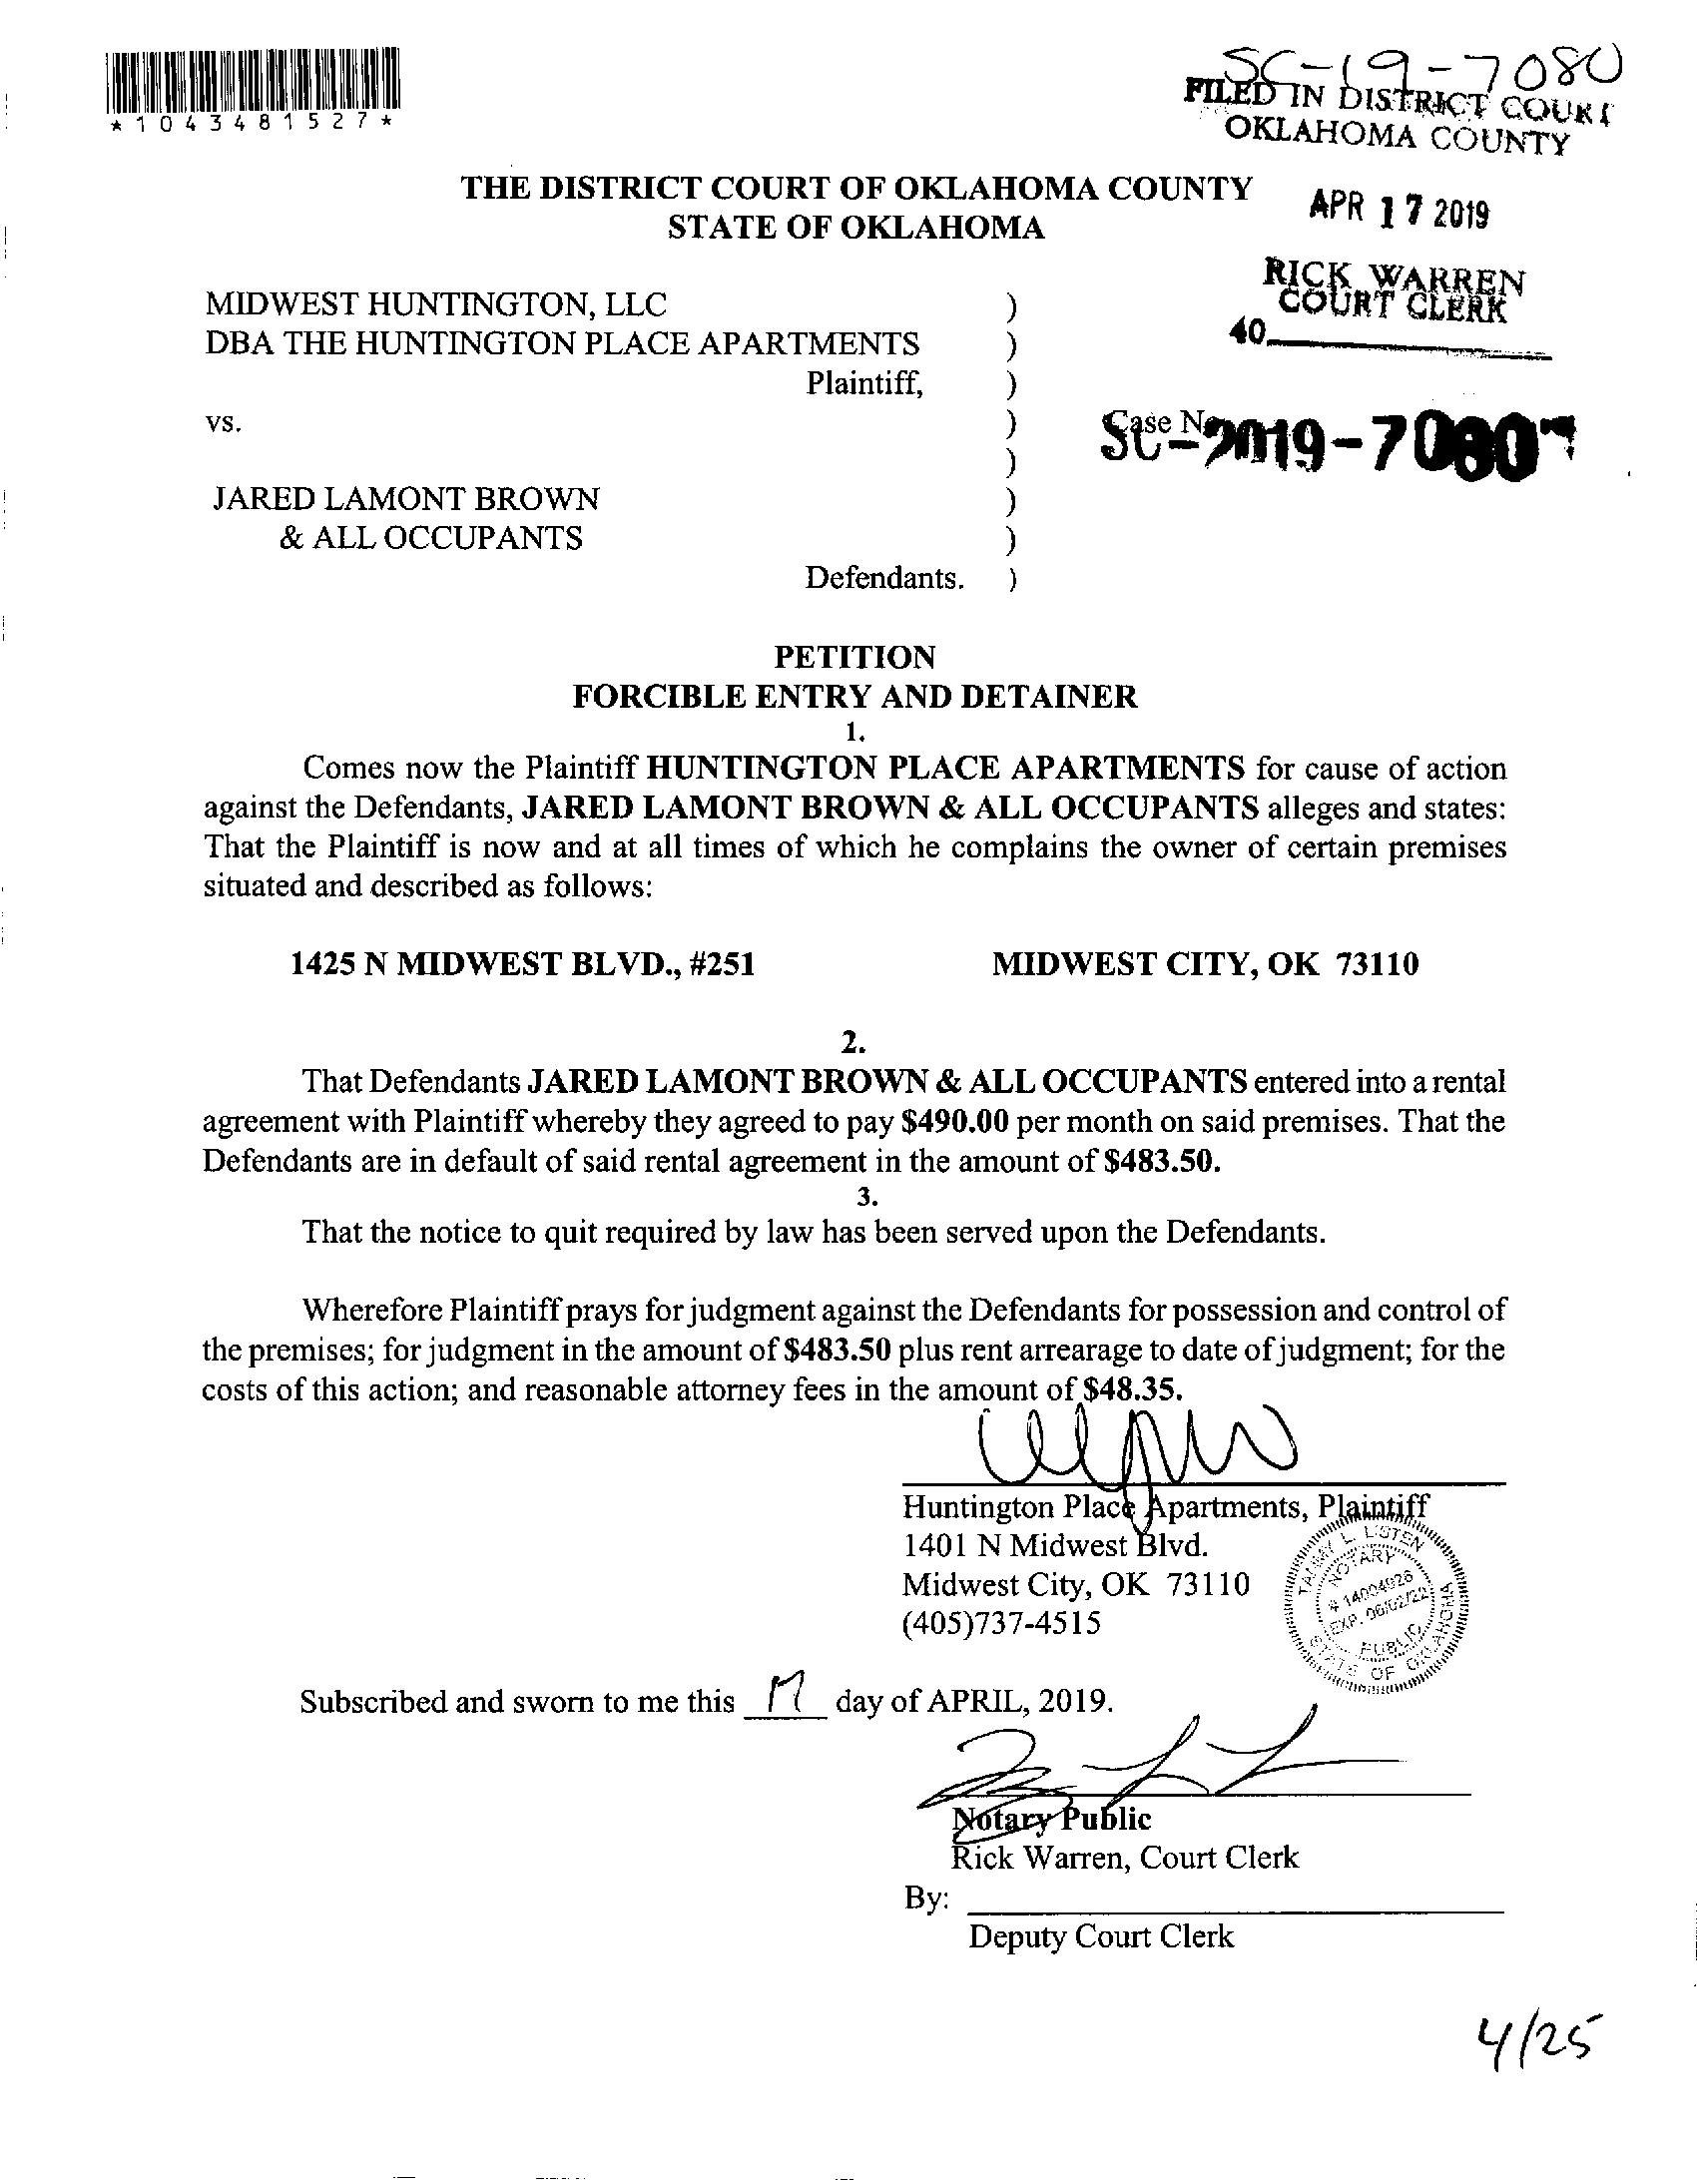 SC-19-7080
FILED IN DISTRICT COURT
OKLAHOMA COUNTY
*1043481527*
THE DISTRICT COURT OF OKLAHOMA COUNTY
STATE OF OKLAHOMA
APR 17 2019
RICK WARREN
COURT CLERK
40
MIDWEST HUNTINGTON, LLC )
DBA THE HUNTINGTON PLACE APARTMENTS )
Plaintiff, )
vs. )
)
Case No
SC-2019-7080
JARED LAMONT BROWN )
& ALL OCCUPANTS )
Defendants. )
PETITION
FORCIBLE ENTRY AND DETAINER
1.
Comes now the Plaintiff HUNTINGTON PLACE APARTMENTS for cause of action
against the Defendants, JARED LAMONT BROWN & ALL OCCUPANTS alleges and states:
That the Plaintiff is now and at all times of which he complains the owner of certain premises
situated and described as follows:
1425 N MIDWEST BLVD., #251 MIDWEST CITY, OK 73110
2.
That Defendants JARED LAMONT BROWN & ALL OCCUPANTS entered into a rental
agreement with Plaintiff whereby they agreed to pay $490.00 per month on said premises. That the
Defendants are in default of said rental agreement in the amount of $483.50.
3.
That the notice to quit required by law has been served upon the Defendants.
Wherefore Plaintiff prays for judgment against the Defendants for possession and control of
the premises; for judgment in the amount of $483.50 plus rent arrearage to date of judgment; for the
costs of this action; and reasonable attorney fees in the amount of $48.35.
Huntington Place Apartments, Plaintiff
1401 N Midwest Blvd.
Midwest City, OK 73110
(405)737-4515
TAMMY L. LISTEN
NOTARY
# 14004926
EXP. 06/02/22
PUBLIC
STATE OF OKLAHOMA
Subscribed and sworn to me this 17 day of APRIL, 2019.
Notary Public
Rick Warren, Court Clerk
By:
Deputy Court Clerk
4/25